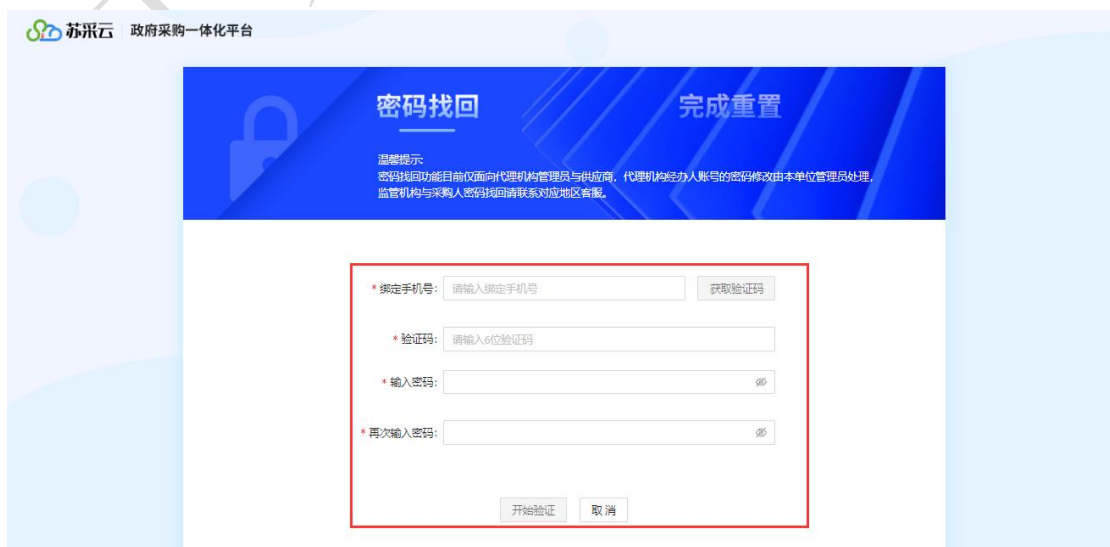 苏采云 政府采购一体化平台
密码找回 完成重置
温馨提示:
密码找回功能目前仅面向代理机构管理员与供应商，代理机构经办人账号的密码修改由本单位管理员处理，
监管机构与采购人密码找回请联系对应地区客服。
* 绑定手机号: 请输入绑定手机号 获取验证码
* 验证码: 请输入6位验证码
* 输入密码:
* 再次输入密码:
开始验证 取消